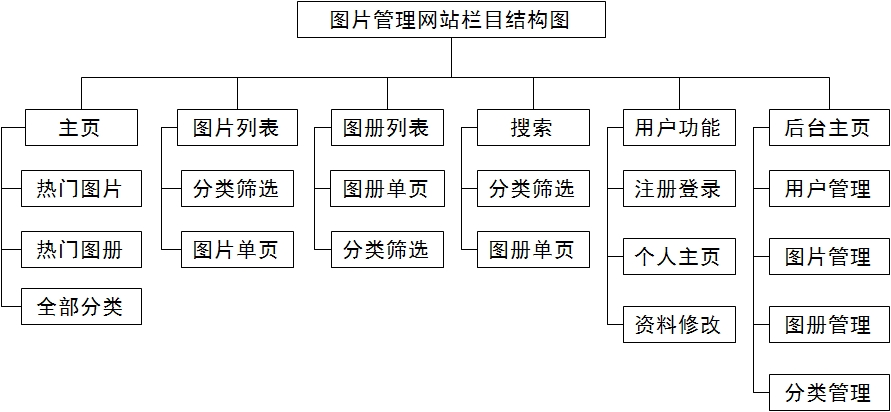 图片管理网站栏目结构图
主页
图片列表
图册列表
搜索
用户功能
后台主页
热门图片
分类筛选
图册单页
分类筛选
注册登录
用户管理
热门图册
图片单页
分类筛选
图册单页
个人主页
图片管理
全部分类
资料修改
图册管理
分类管理